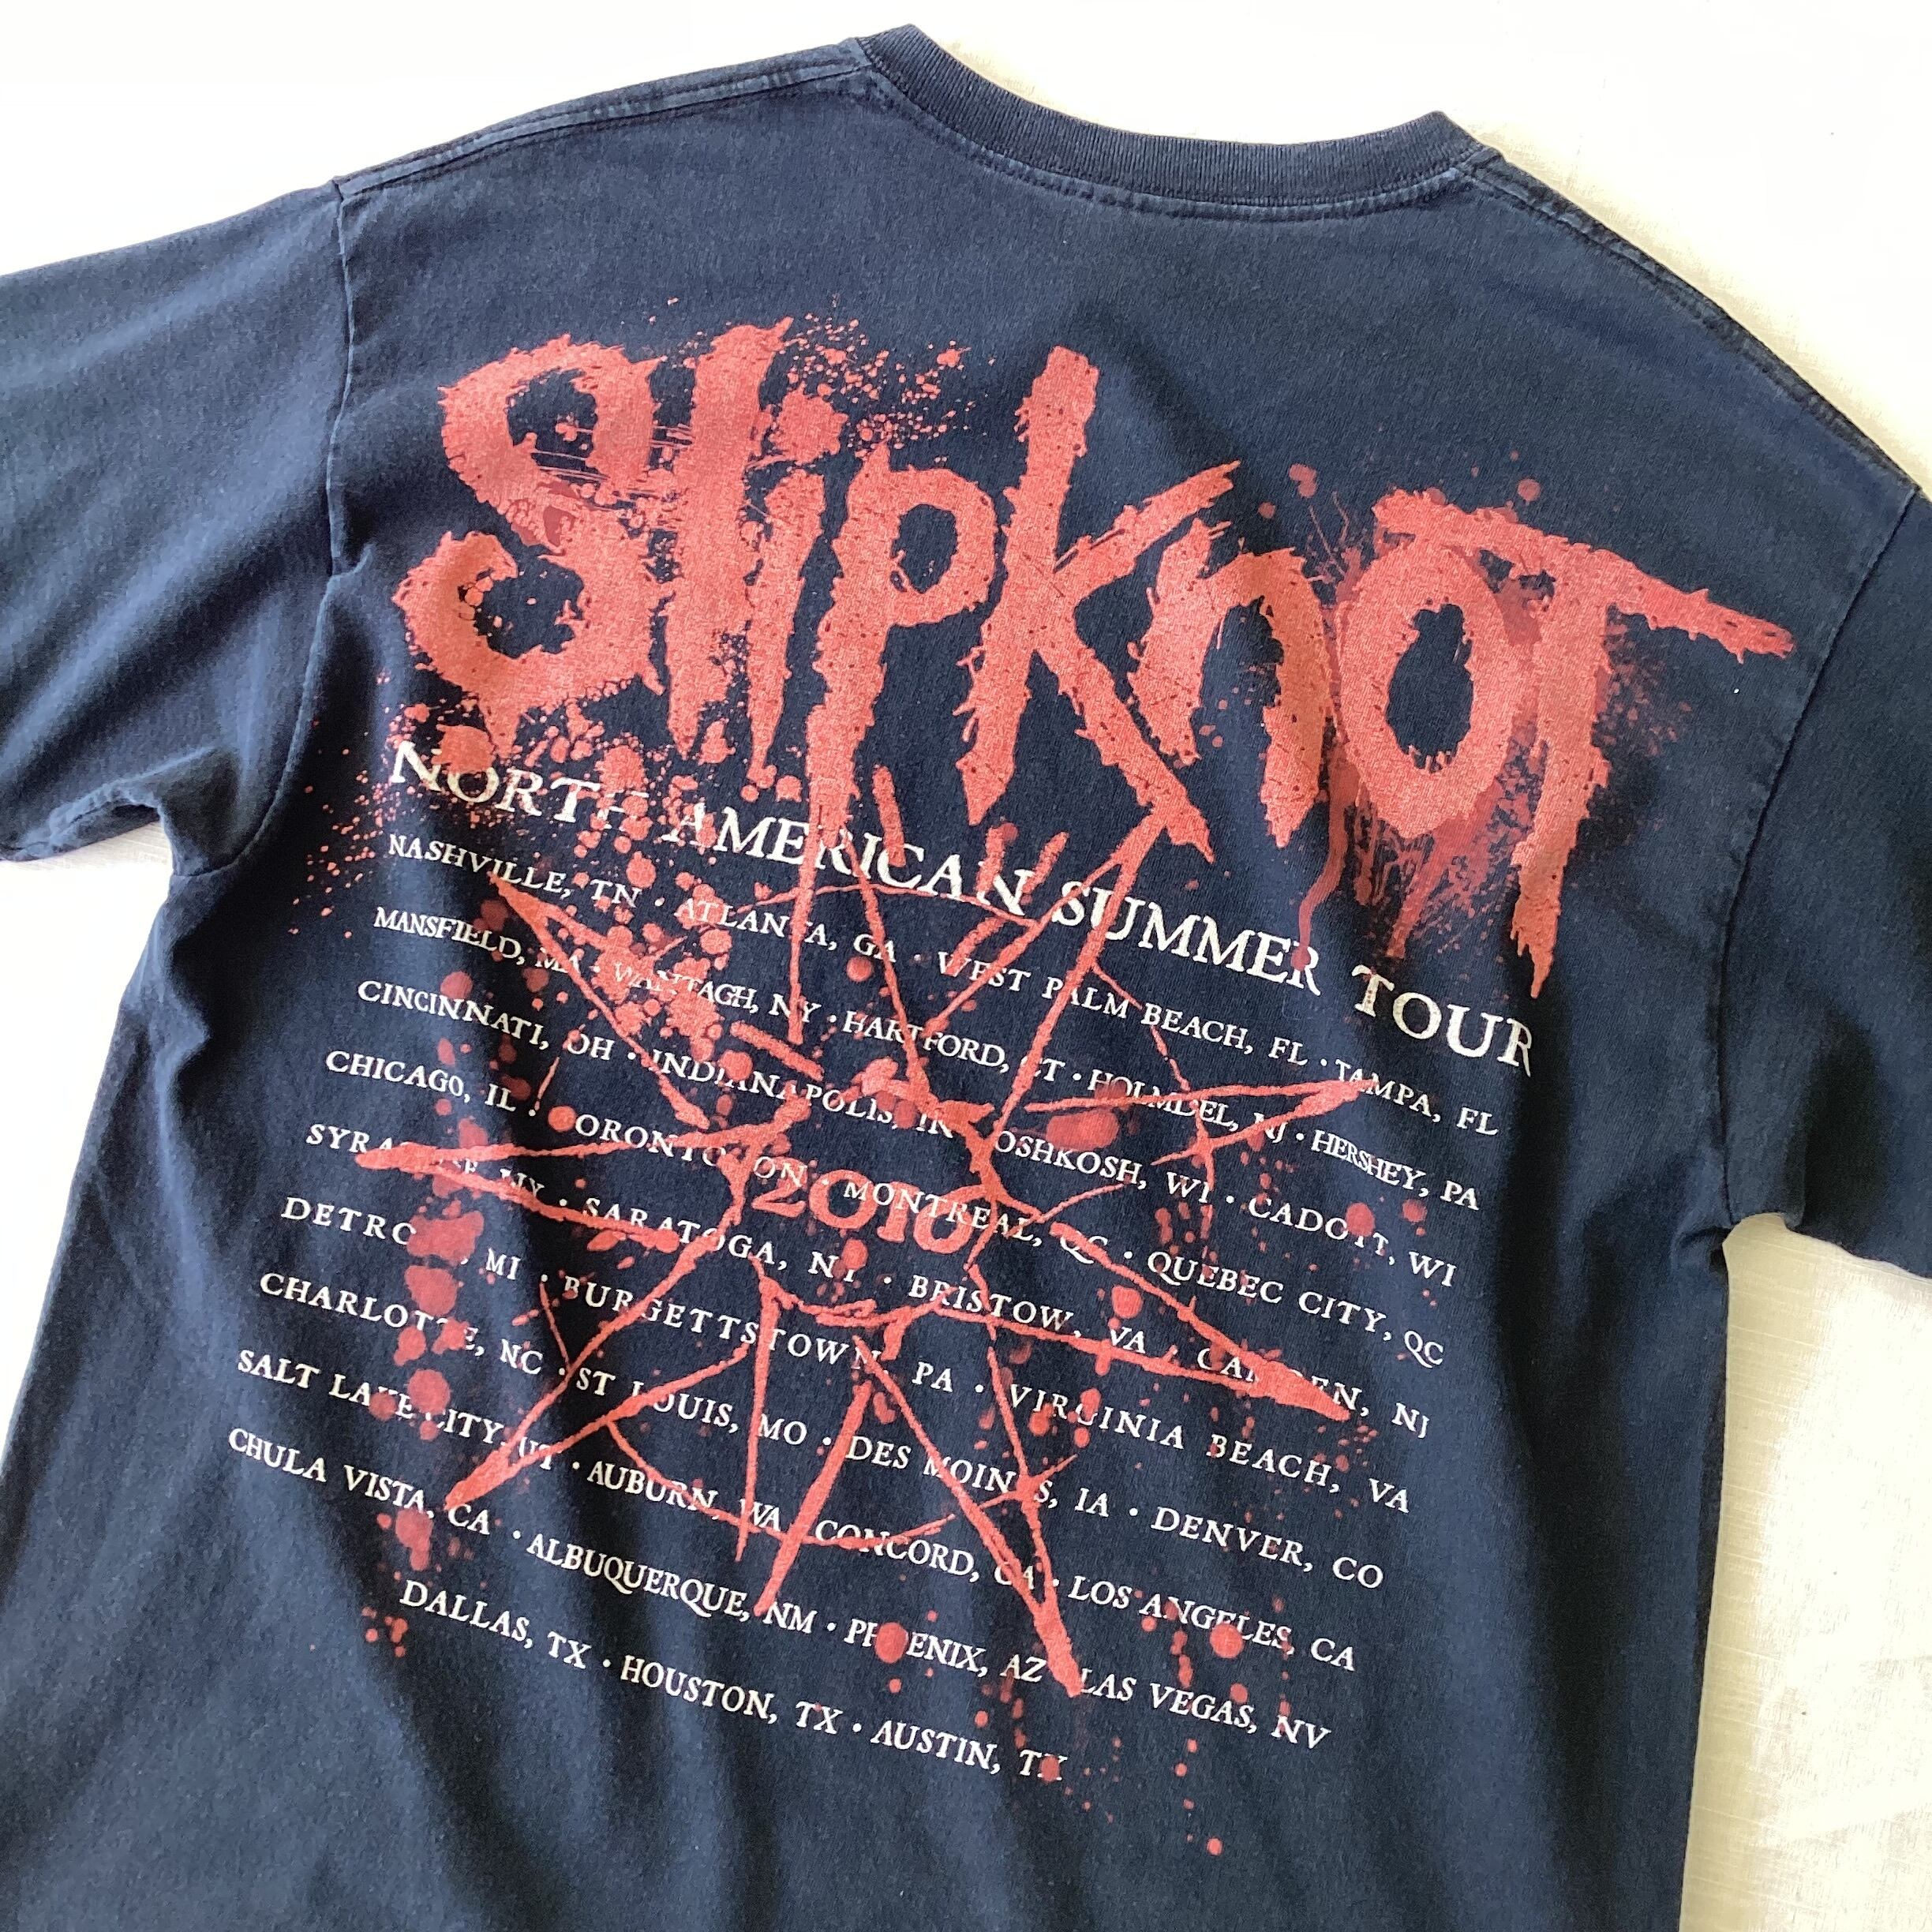 Slipknot
NORTH AMERICAN SUMMER TOUR
NASHVILLE, TN · ATLANTA, GA · WEST PALM BEACH, FL · TAMPA, FL
MANSFIELD, MA · WANTAGH, NY · HARTFORD, CT · HOLMDEL, NJ · HERSHEY, PA
CINCINNATI, OH · INDIANAPOLIS, IN · OSHKOSH, WI · CADOTT, WI
CHICAGO, IL · TORONTO, ON · MONTREAL, QC · QUEBEC CITY, QC
2016
SYRACUSE, NY · SARATOGA, NY · BRISTOW, VA · CAMDEN, NJ
DETROIT, MI · BURGETTSTOWN, PA · VIRGINIA BEACH, VA
CHARLOTTE, NC · ST LOUIS, MO · DES MOINES, IA · DENVER, CO
SALT LAKE CITY, UT · AUBURN, WA · CONCORD, CA · LOS ANGELES, CA
CHULA VISTA, CA · ALBUQUERQUE, NM · PHOENIX, AZ · LAS VEGAS, NV
DALLAS, TX · HOUSTON, TX · AUSTIN, TX